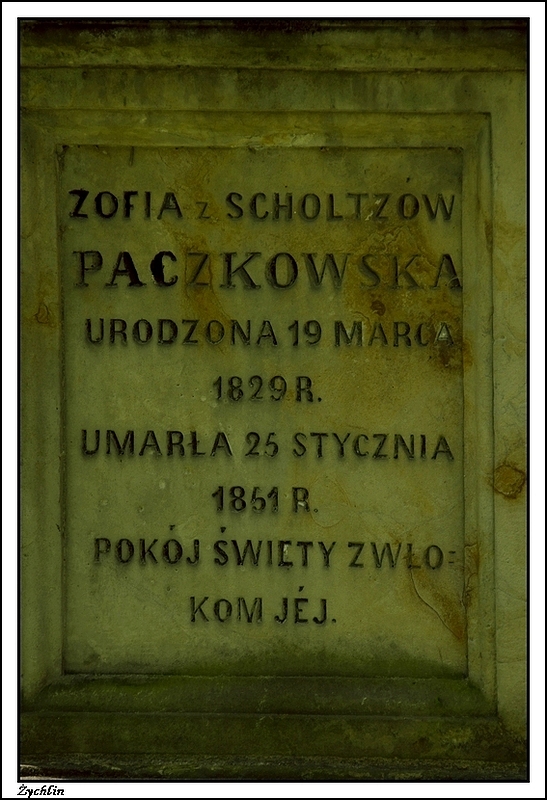 ZOFIA z SCHOLTZÓW
PACZKOWSKA
URODZONA 19 MARCA
1829 R.
UMARŁA 25 STYCZNIA
1851 R.
POKÓJ ŚWIĘTY ZWŁO=
KOM JÉJ.
Żychlin